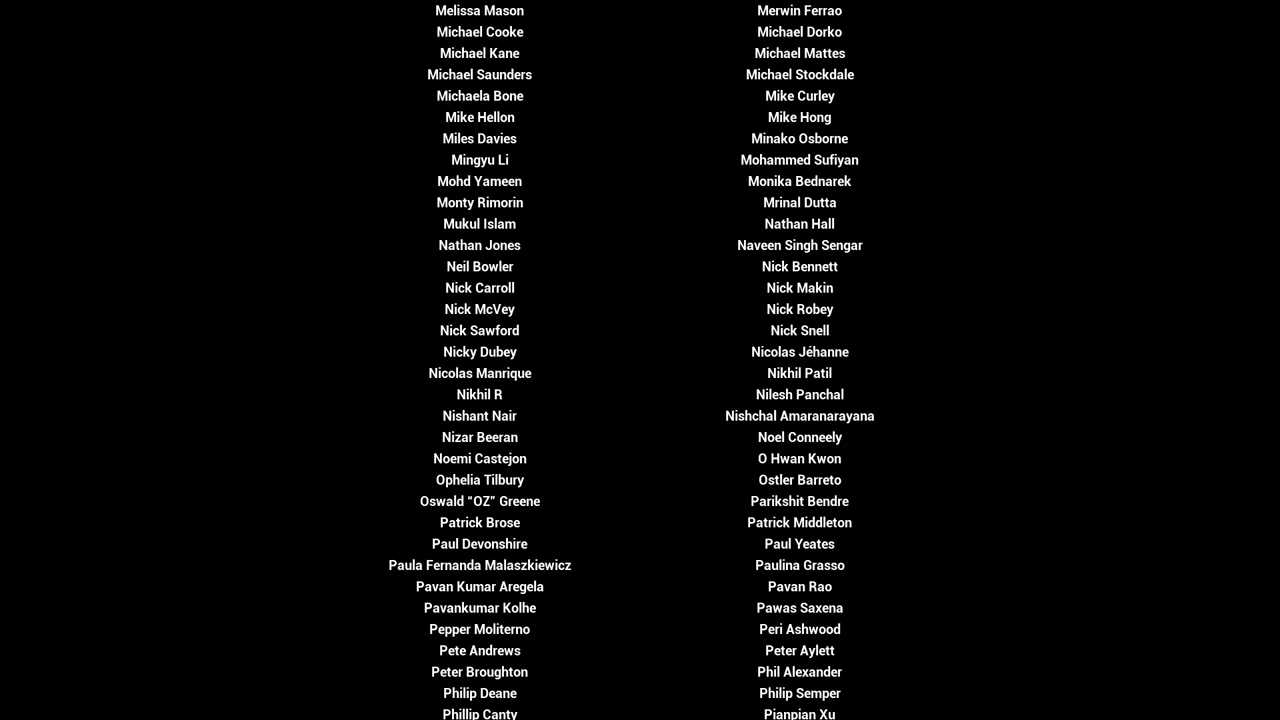 Melissa Mason Merwin Ferrao
Michael Cooke Michael Dorko
Michael Kane Michael Mattes
Michael Saunders Michael Stockdale
Michaela Bone Mike Curley
Mike Hellon Mike Hong
Miles Davies Minako Osborne
Mingyu Li Mohammed Sufiyan
Mohd Yameen Monika Bednarek
Monty Rimorin Mrinal Dutta
Mukul Islam Nathan Hall
Nathan Jones Naveen Singh Sengar
Neil Bowler Nick Bennett
Nick Carroll Nick Makin
Nick McVey Nick Robey
Nick Sawford Nick Snell
Nicky Dubey Nicolas Jéhanne
Nicolas Manrique Nikhil Patil
Nikhil R Nilesh Panchal
Nishant Nair Nishchal Amaranarayana
Nizar Beeran Noel Conneely
Noemi Castejon O Hwan Kwon
Ophelia Tilbury Ostler Barreto
Oswald “OZ” Greene Parikshit Bendre
Patrick Brose Patrick Middleton
Paul Devonshire Paul Yeates
Paula Fernanda Malaszkiewicz Paulina Grasso
Pavan Kumar Aregela Pavan Rao
Pavankumar Kolhe Pawas Saxena
Pepper Moliterno Peri Ashwood
Pete Andrews Peter Aylett
Peter Broughton Phil Alexander
Philip Deane Philip Semper
Phillip Canty Pianpian Xu